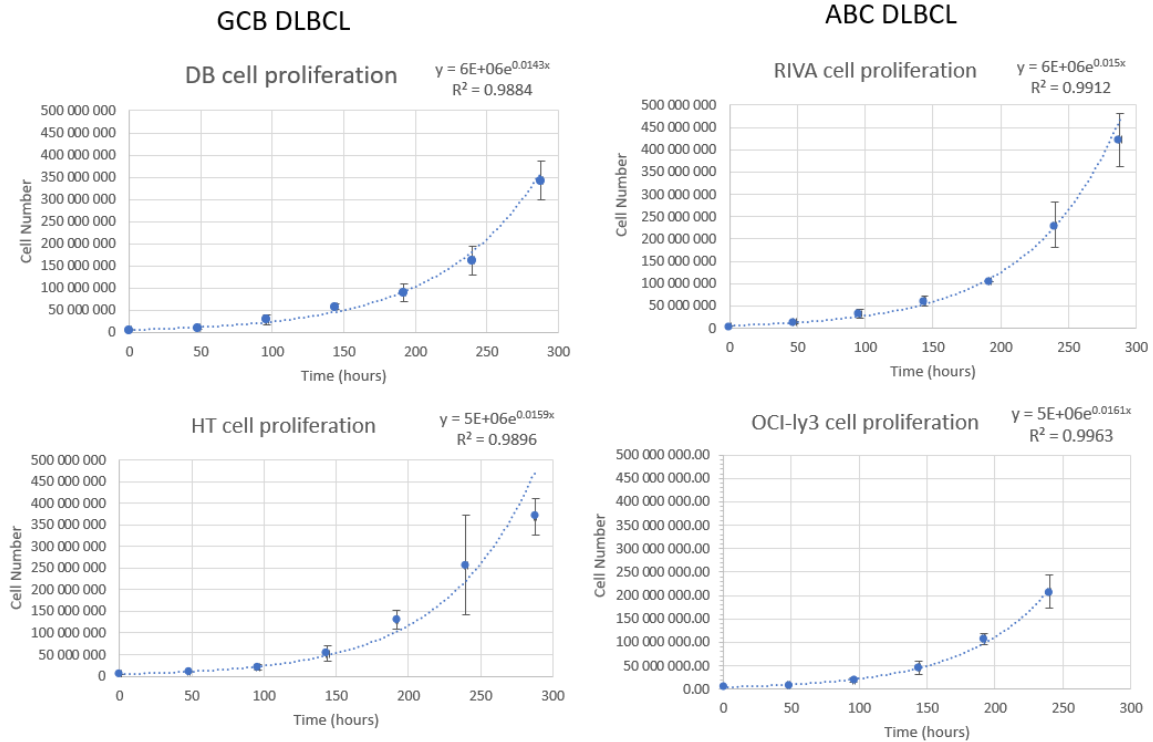 GCB DLBCL
ABC DLBCL
DB cell proliferation
y = 6E+06e^0.0143x
R² = 0.9884
Cell Number
500 000 000
450 000 000
400 000 000
350 000 000
300 000 000
250 000 000
200 000 000
150 000 000
100 000 000
50 000 000
0
0 50 100 150 200 250 300
Time (hours)
RIVA cell proliferation
y = 6E+06e^0.015x
R² = 0.9912
Cell Number
500 000 000
450 000 000
400 000 000
350 000 000
300 000 000
250 000 000
200 000 000
150 000 000
100 000 000
50 000 000
0
0 50 100 150 200 250 300
Time (hours)
HT cell proliferation
y = 5E+06e^0.0159x
R² = 0.9896
Cell Number
500 000 000
450 000 000
400 000 000
350 000 000
300 000 000
250 000 000
200 000 000
150 000 000
100 000 000
50 000 000
0
0 50 100 150 200 250 300
Time (hours)
OCI-ly3 cell proliferation
y = 5E+06e^0.0161x
R² = 0.9963
Cell Number
500 000 000.00
450 000 000.00
400 000 000.00
350 000 000.00
300 000 000.00
250 000 000.00
200 000 000.00
150 000 000.00
100 000 000.00
50 000 000.00
0.00
0 50 100 150 200 250 300
Time (hours)